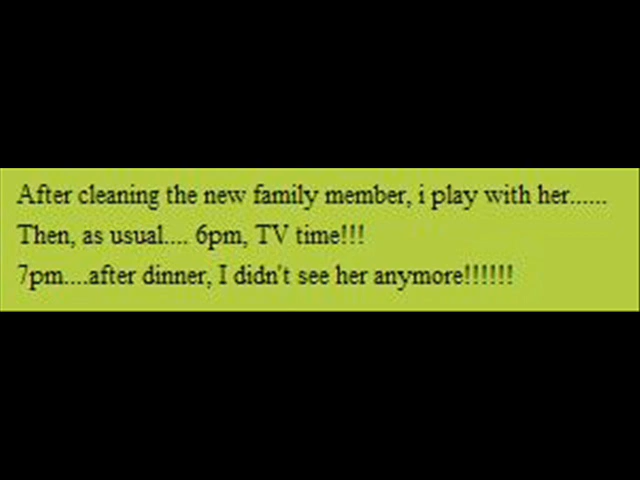 After cleaning the new family member, i play with her......
Then, as usual.... 6pm, TV time!!!
7pm....after dinner, I didn't see her anymore!!!!!!